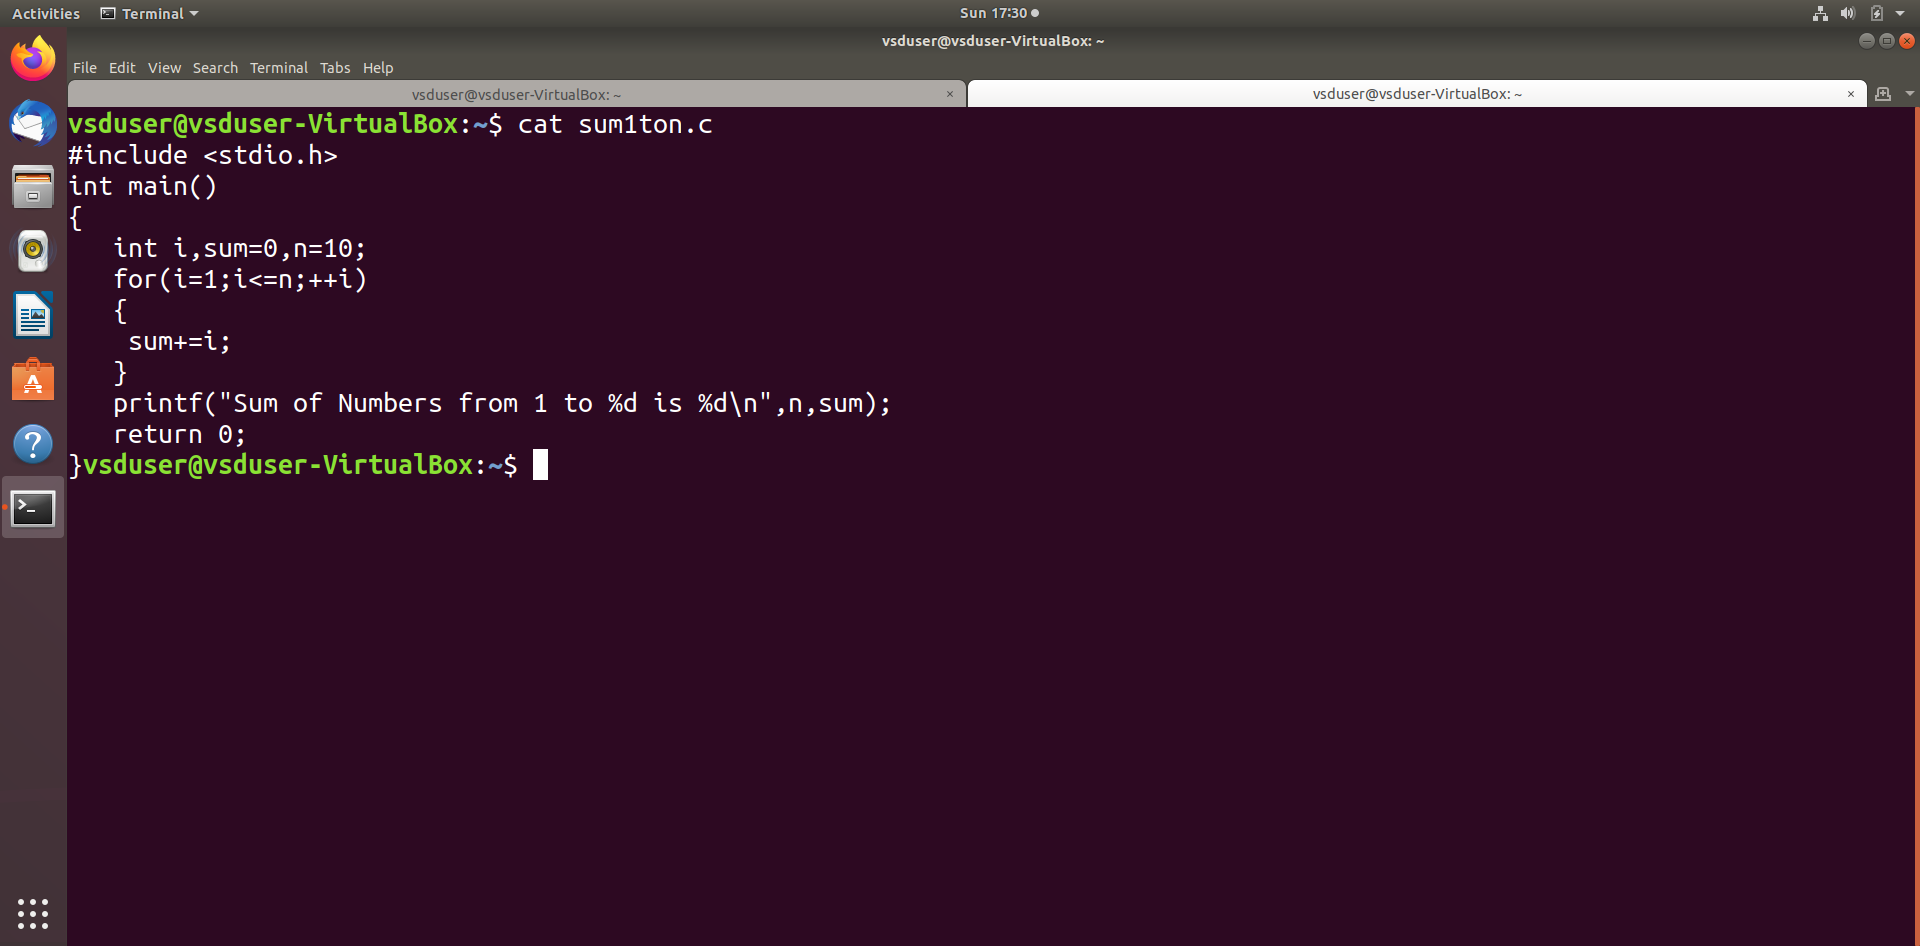 Activities Terminal Sun 17:30
vsduser@vsduser-VirtualBox: ~
File Edit View Search Terminal Tabs Help
vsduser@vsduser-VirtualBox: ~ × vsduser@vsduser-VirtualBox: ~ ×
vsduser@vsduser-VirtualBox:~$ cat sum1ton.c
#include <stdio.h>
int main()
{
   int i,sum=0,n=10;
   for(i=1;i<=n;++i)
   {
    sum+=i;
   }
   printf("Sum of Numbers from 1 to %d is %d\n",n,sum);
   return 0;
}vsduser@vsduser-VirtualBox:~$